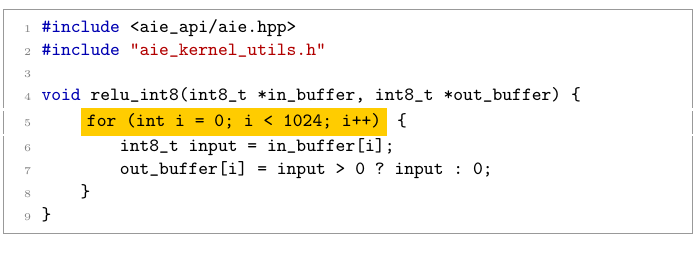 1 #include <aie_api/aie.hpp>
2 #include "aie_kernel_utils.h"
3
4 void relu_int8(int8_t *in_buffer, int8_t *out_buffer) {
5     for (int i = 0; i < 1024; i++) {
6         int8_t input = in_buffer[i];
7         out_buffer[i] = input > 0 ? input : 0;
8     }
9 }